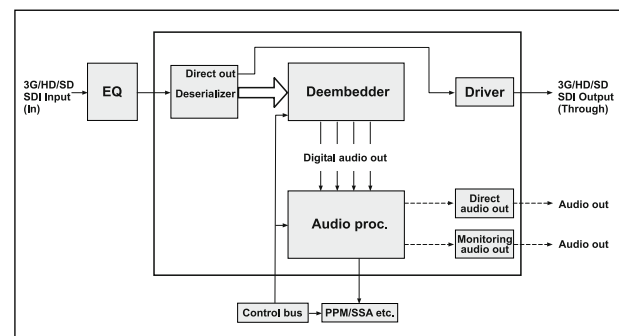 3G/HD/SD
SDI Input
(In)
EQ
Direct out
Deserializer
Deembedder
Driver
3G/HD/SD
SDI Output
(Through)
Digital audio out
Audio proc.
Direct
audio out
Audio out
Monitoring
audio out
Audio out
Control bus
PPM/SSA etc.